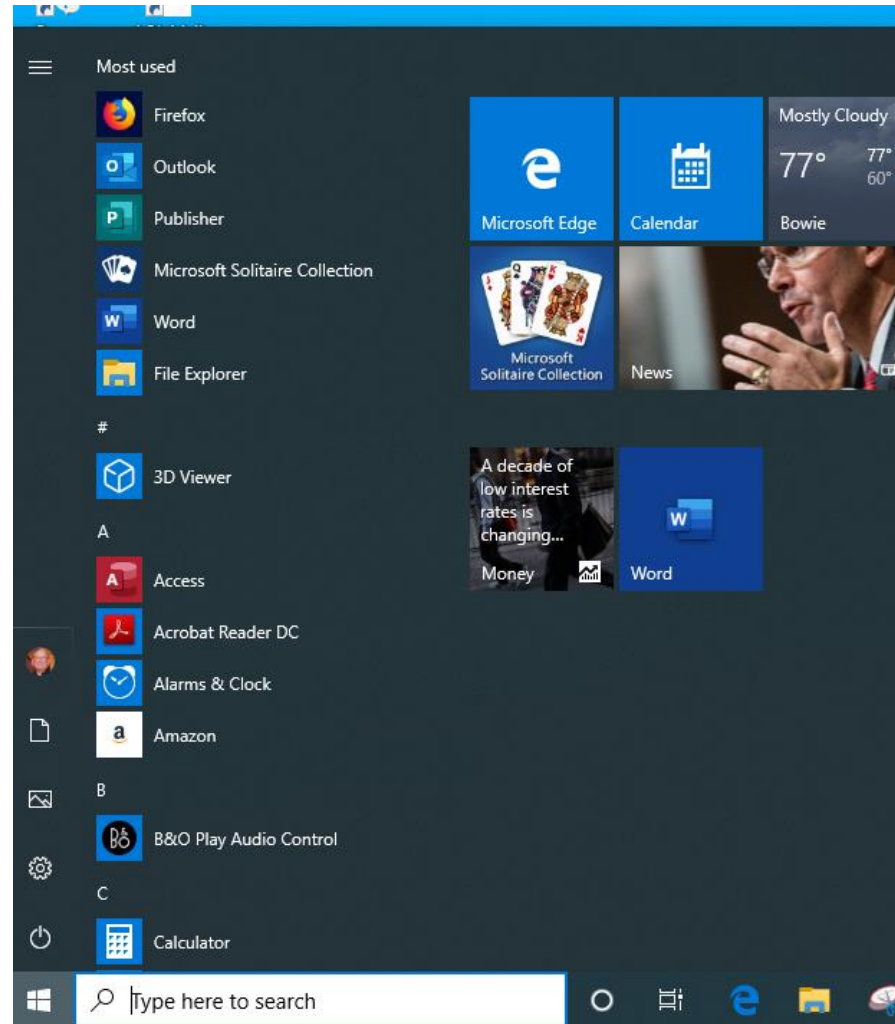 Most used
Firefox
Outlook
Publisher
Microsoft Solitaire Collection
Word
File Explorer
#
3D Viewer
A
Access
Acrobat Reader DC
Alarms & Clock
Amazon
B
B&O Play Audio Control
C
Calculator
Microsoft Edge
Calendar
Mostly Cloudy
77°
77°
60°
Bowie
Microsoft
Solitaire Collection
News
A decade of
low interest
rates is
changing...
Money
Word
Type here to search